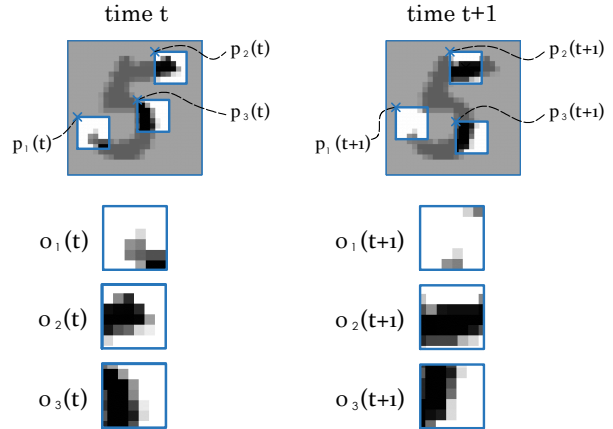 time t
time t+1
p₂(t)
p₃(t)
p₁(t)
p₂(t+1)
p₃(t+1)
p₁(t+1)
o₁(t)
o₂(t)
o₃(t)
o₁(t+1)
o₂(t+1)
o₃(t+1)